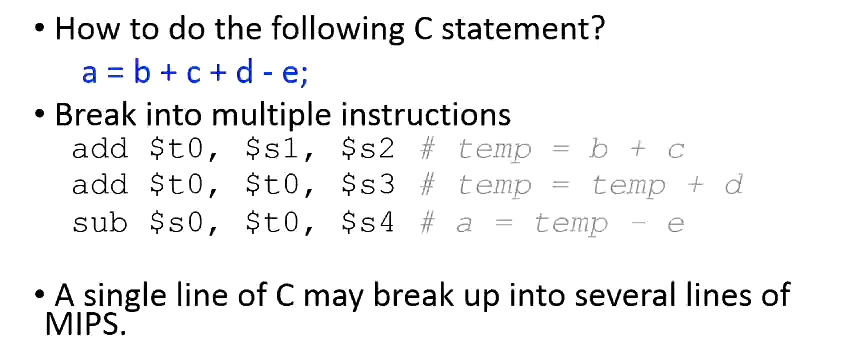 • How to do the following C statement?
a = b + c + d - e;
• Break into multiple instructions
add $t0, $s1, $s2 # temp = b + c
add $t0, $t0, $s3 # temp = temp + d
sub $s0, $t0, $s4 # a = temp - e
• A single line of C may break up into several lines of
MIPS.